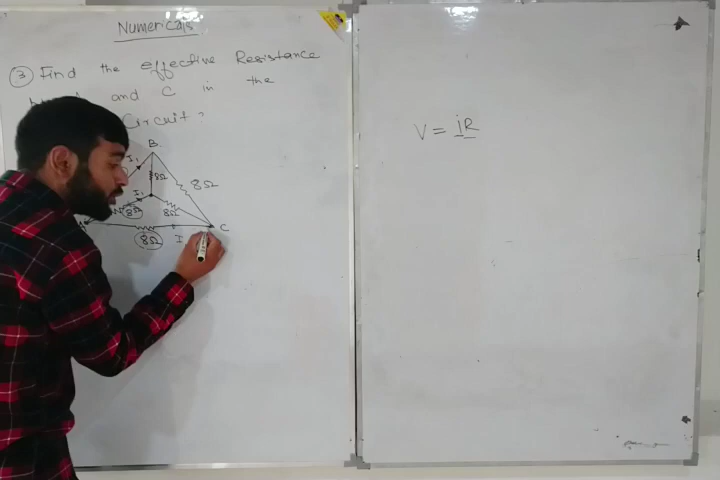 Numericals
③ Find the effective Resistance
and C in the
Circuit ?
B
I₁
8Ω
8Ω
I₁
8Ω
8Ω
C
8Ω
I
V = iR